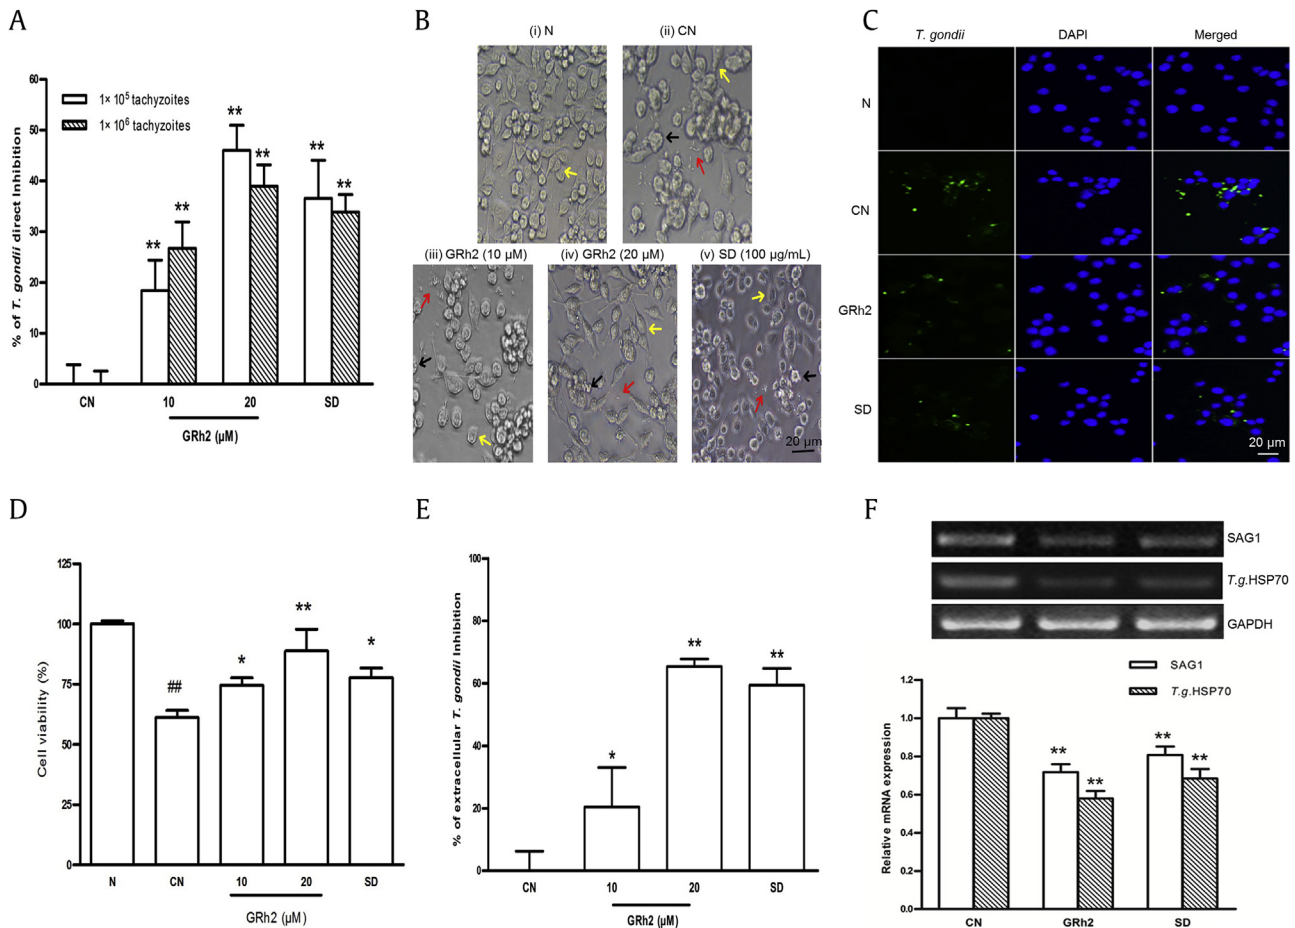 A
% of T. gondii direct Inhibition
60
50
40
30
20
10
0
1× 10⁵ tachyzoites
1× 10⁶ tachyzoites
**
**
**
**
**
**
CN
10
20
SD
GRh2 (µM)
B
(i) N
(ii) CN
(iii) GRh2 (10 µM)
(iv) GRh2 (20 µM)
(v) SD (100 µg/mL)
20 µm
C
T. gondii
DAPI
Merged
N
CN
GRh2
SD
20 µm
D
Cell viability (%)
125
100
75
50
25
0
##
*
**
*
N
CN
10
20
SD
GRh2 (µM)
E
% of extracellular T. gondii Inhibition
100
80
60
40
20
0
*
**
**
CN
10
20
SD
GRh2 (µM)
F
SAG1
T.g.HSP70
GAPDH
SAG1
T.g.HSP70
Relative mRNA expression
1.2
1.0
0.8
0.6
0.4
0.2
0.0
**
**
**
**
CN
GRh2
SD